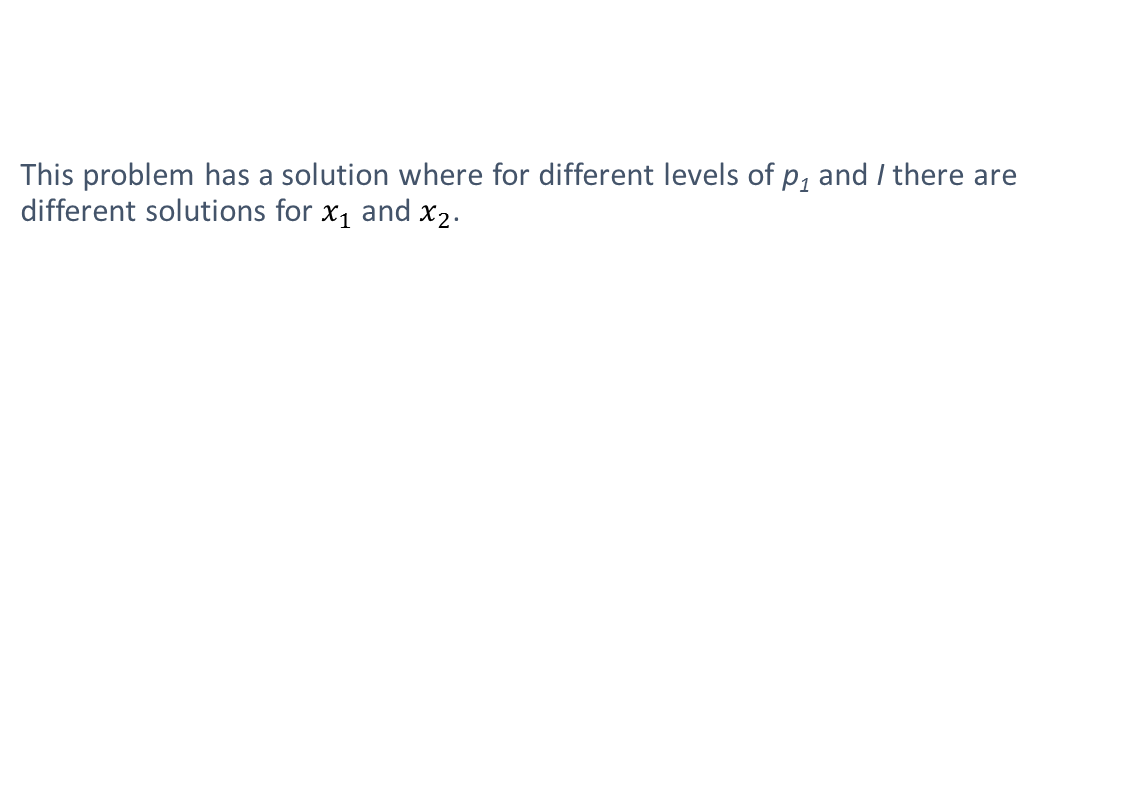 This problem has a solution where for different levels of p₁ and I there are
different solutions for x₁ and x₂.